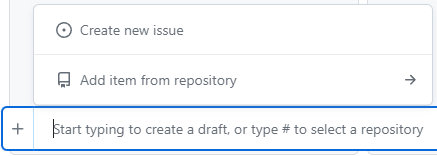 Create new issue
Add item from repository
Start typing to create a draft, or type # to select a repository